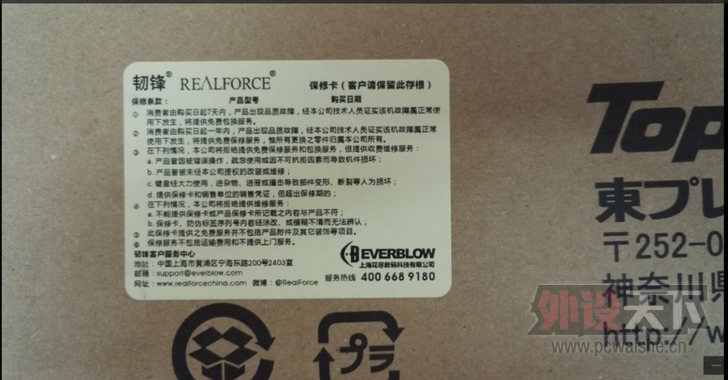 韧锋® REALFORCE® 保修卡（客户请保留此存根）
保修条款： 产品型号 购买日期
① 消费者由购买日起7天内，产品出现品质故障，经本公司技术人员证实该机故障属正常使
用下发生，将提供免费包换服务。
② 消费者由购买日起一年内，产品出现品质故障，经本公司技术人员证实该机故障属正常使
用下发生，将提供免费保修服务，惟所有更换之零件归属本公司所有。
③ 在下列情况，本公司将拒绝提供免费保修服务和包换服务，但提供收费维修服务：
a. 产品曾因被错误操作，疏忽使用或因不可抗拒因素而导致机件损坏；
b. 产品曾被未经本公司授权的改装或维修；
c. 键盘经大力使用，进杂物、进液或撞击导致部件变形、断裂等人为损坏；
d. 提供保修卡和销售单位的销售凭证，但超出保修期的；
④ 在下列情况下，本公司将拒绝提供维修服务：
a. 不能提供保修卡或产品保修卡所记载之内容与产品不符；
b. 保修卡、防伪标签序列号内容经涂改、或模糊不清而无法辨认；
⑤ 此保修卡提供之免费服务并不包括产品附件及其它装饰等项目。
⑥ 保修服务不包括运输费用和不提供上门服务。
韧锋客户服务中心
地址：中国上海市黄浦区宁海东路200号2403室
邮箱：support@everblow.com
网址：www.realforcechina.com 微博：@RealForce
EVERBLOW
上海花尽数码科技有限公司
服务热线 400 668 9180
Top
東プレ
〒252-0
神奈川県
http://w
プラ
外设天下
www.pcwaishe.cn